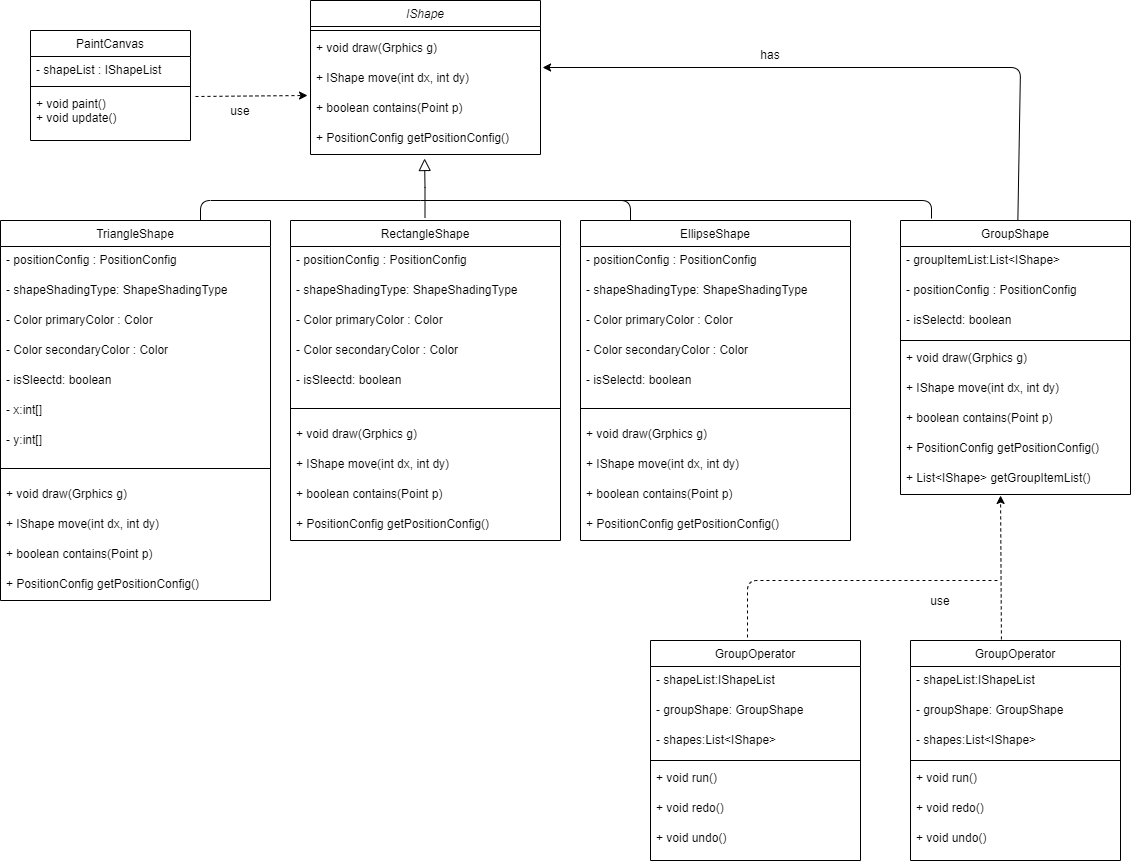 IShape
+ void draw(Grphics g)
+ IShape move(int dx, int dy)
+ boolean contains(Point p)
+ PositionConfig getPositionConfig()
PaintCanvas
- shapeList : IShapeList
+ void paint()
+ void update()
use
has
TriangleShape
- positionConfig : PositionConfig
- shapeShadingType: ShapeShadingType
- Color primaryColor : Color
- Color secondaryColor : Color
- isSleectd: boolean
- x:int[]
- y:int[]
+ void draw(Grphics g)
+ IShape move(int dx, int dy)
+ boolean contains(Point p)
+ PositionConfig getPositionConfig()
RectangleShape
- positionConfig : PositionConfig
- shapeShadingType: ShapeShadingType
- Color primaryColor : Color
- Color secondaryColor : Color
- isSleectd: boolean
+ void draw(Grphics g)
+ IShape move(int dx, int dy)
+ boolean contains(Point p)
+ PositionConfig getPositionConfig()
EllipseShape
- positionConfig : PositionConfig
- shapeShadingType: ShapeShadingType
- Color primaryColor : Color
- Color secondaryColor : Color
- isSelectd: boolean
+ void draw(Grphics g)
+ IShape move(int dx, int dy)
+ boolean contains(Point p)
+ PositionConfig getPositionConfig()
GroupShape
- groupItemList:List<IShape>
- positionConfig : PositionConfig
- isSelectd: boolean
+ void draw(Grphics g)
+ IShape move(int dx, int dy)
+ boolean contains(Point p)
+ PositionConfig getPositionConfig()
+ List<IShape> getGroupItemList()
use
GroupOperator
- shapeList:IShapeList
- groupShape: GroupShape
- shapes:List<IShape>
+ void run()
+ void redo()
+ void undo()
GroupOperator
- shapeList:IShapeList
- groupShape: GroupShape
- shapes:List<IShape>
+ void run()
+ void redo()
+ void undo()